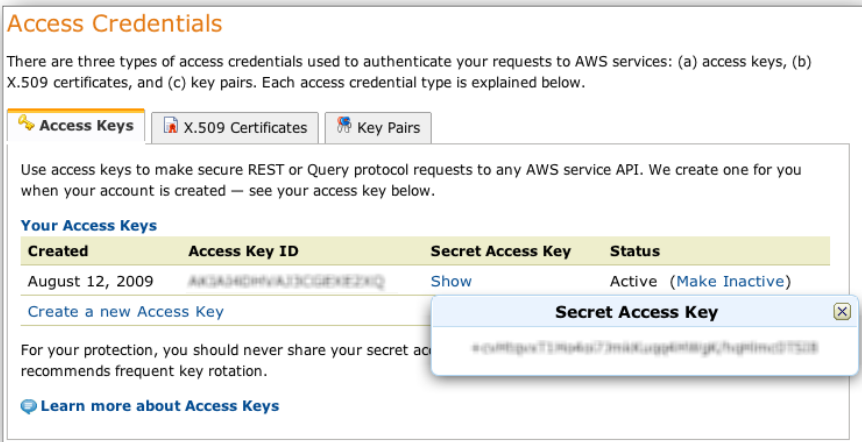 Access Credentials
There are three types of access credentials used to authenticate your requests to AWS services: (a) access keys, (b)
X.509 certificates, and (c) key pairs. Each access credential type is explained below.
Access Keys X.509 Certificates Key Pairs
Use access keys to make secure REST or Query protocol requests to any AWS service API. We create one for you
when your account is created — see your access key below.
Your Access Keys
Created Access Key ID Secret Access Key Status
August 12, 2009 Show Active (Make Inactive)
Create a new Access Key
Secret Access Key
For your protection, you should never share your secret
recommends frequent key rotation.
Learn more about Access Keys